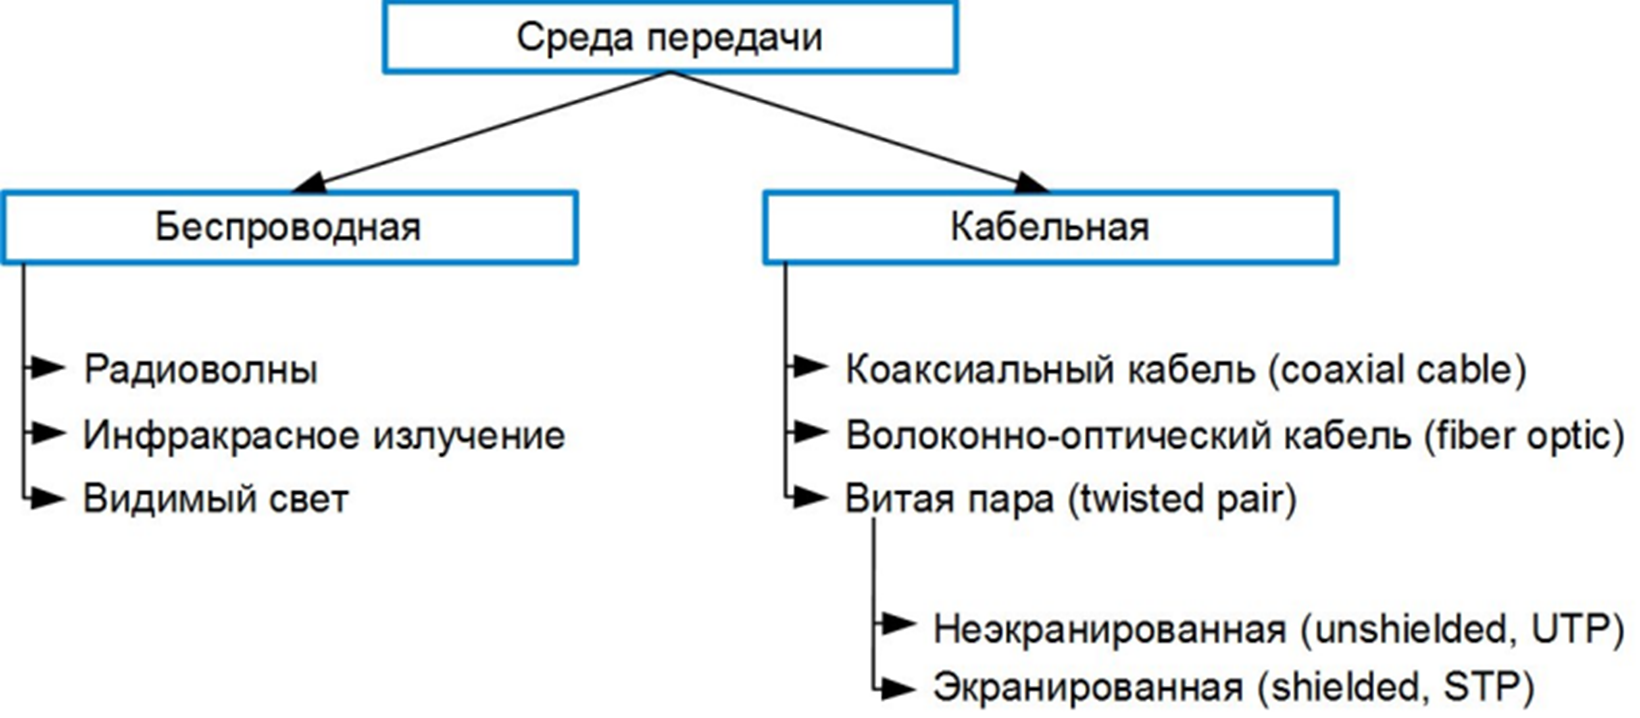 Среда передачи
Беспроводная
Кабельная
Радиоволны
Инфракрасное излучение
Видимый свет
Коаксиальный кабель (coaxial cable)
Волоконно-оптический кабель (fiber optic)
Витая пара (twisted pair)
Неэкранированная (unshielded, UTP)
Экранированная (shielded, STP)